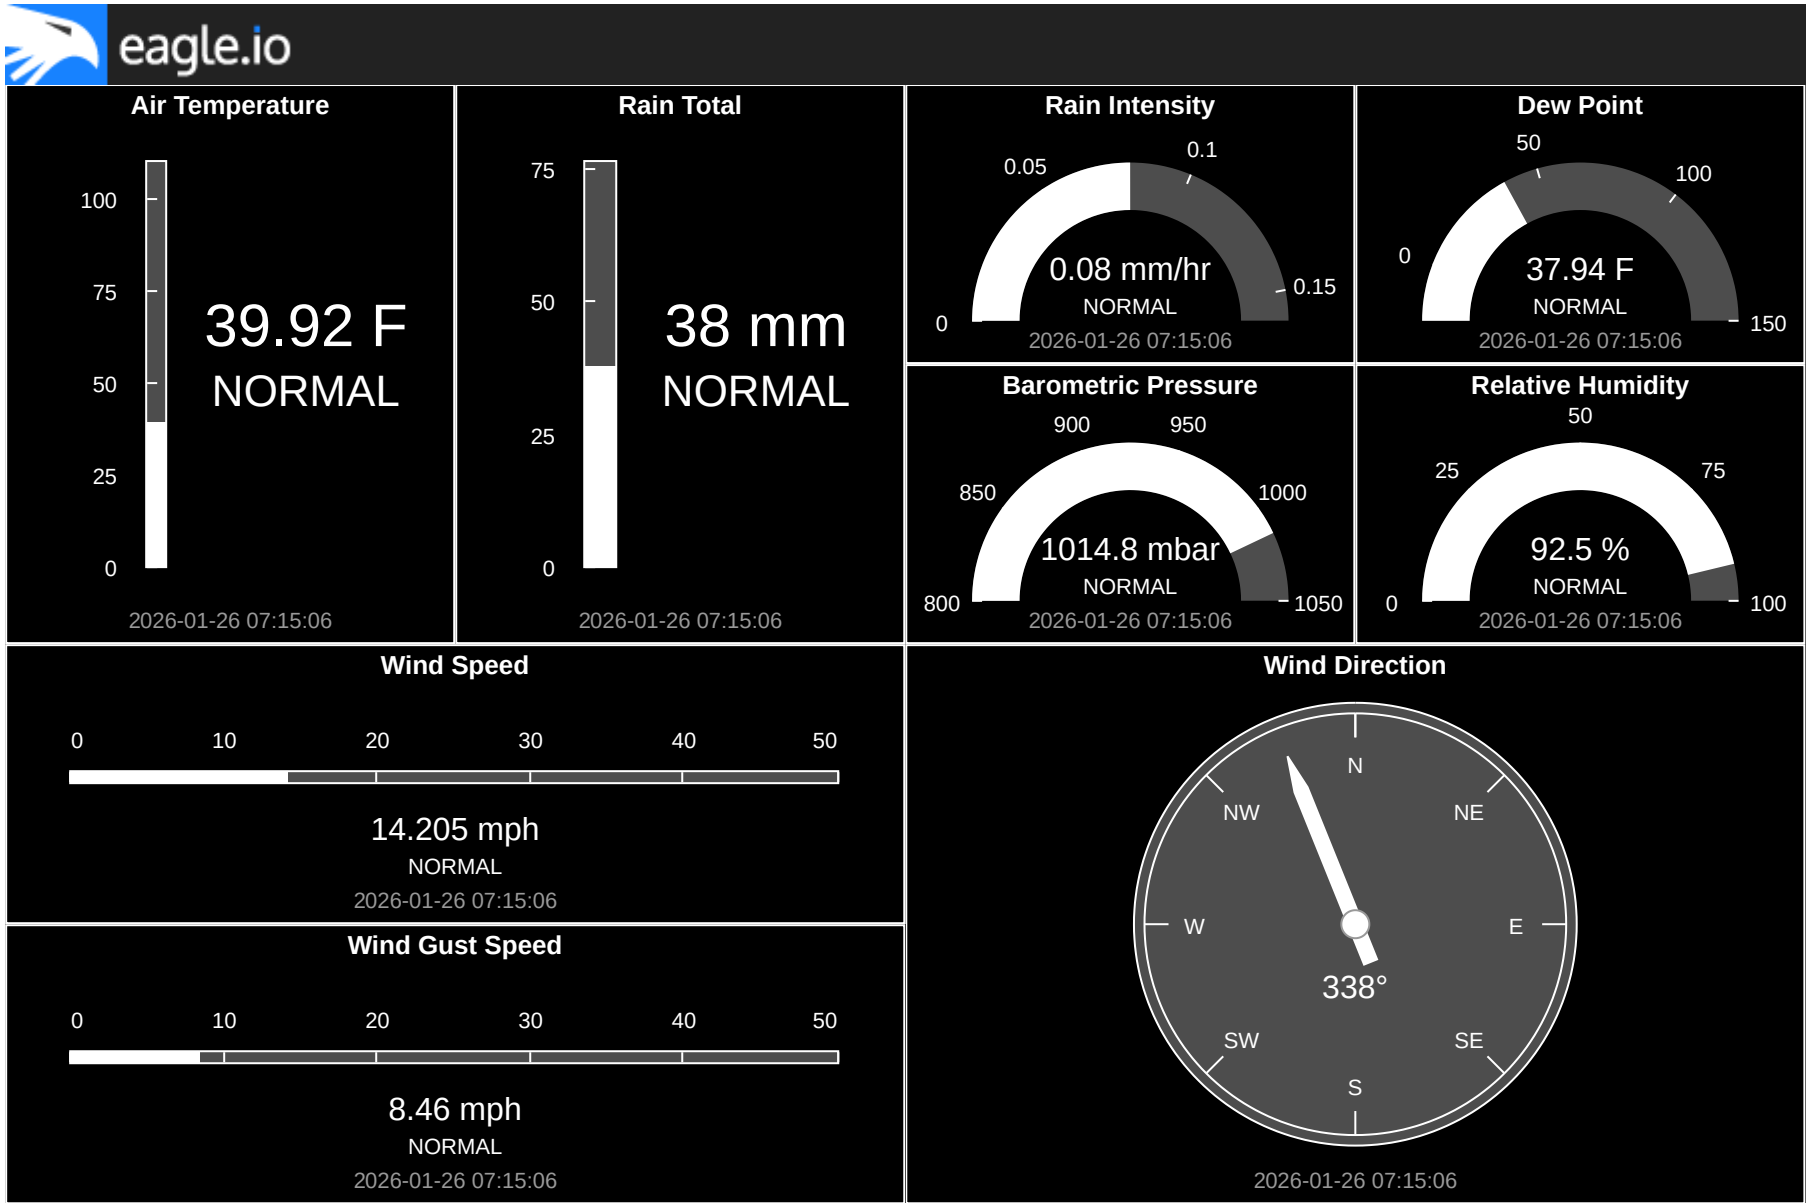 eagle.io
Air Temperature
100
75
50
25
0
39.92 F
NORMAL
2026-01-26 07:15:06
Rain Total
75
50
25
0
38 mm
NORMAL
2026-01-26 07:15:06
Rain Intensity
0
0.05
0.1
0.15
0.08 mm/hr
NORMAL
2026-01-26 07:15:06
Dew Point
0
50
100
150
37.94 F
NORMAL
2026-01-26 07:15:06
Barometric Pressure
800
850
900
950
1000
1050
1014.8 mbar
NORMAL
2026-01-26 07:15:06
Relative Humidity
0
25
50
75
100
92.5 %
NORMAL
2026-01-26 07:15:06
Wind Speed
0 10 20 30 40 50
14.205 mph
NORMAL
2026-01-26 07:15:06
Wind Gust Speed
0 10 20 30 40 50
8.46 mph
NORMAL
2026-01-26 07:15:06
Wind Direction
N
NW NE
W E
338°
SW SE
S
2026-01-26 07:15:06